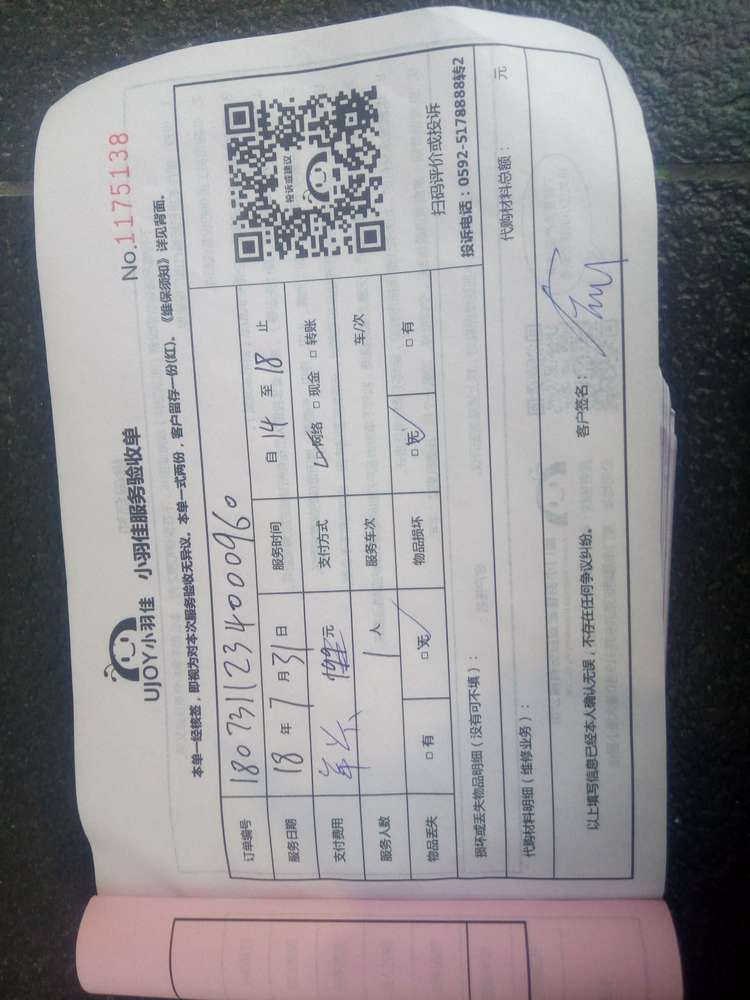 UJOY小羽佳 小羽佳服务验收单
No.1175138
本单一经核签，即视为对本次服务验收无异议。本单一式两份，客户留存一份(红)。《维保须知》详见背面。
订单编号 1807311234000960
服务日期 18 年 7 月 31 日 服务时间 自 14 至 18 止
支付费用 元 支付方式 □网络 □现金 □转账
服务人数 1 人 服务车次 车/次
物品丢失 □有 □无 物品损坏 □无 □有
损坏或丢失物品明细（没有可不填）：
代购材料明细（维修业务）： 代购材料总额： 元
以上填写信息已经本人确认无误，不存在任何争议纠纷。 客户签名：
投诉或建议
扫码评价或投诉
投诉电话：0592-5178888转2